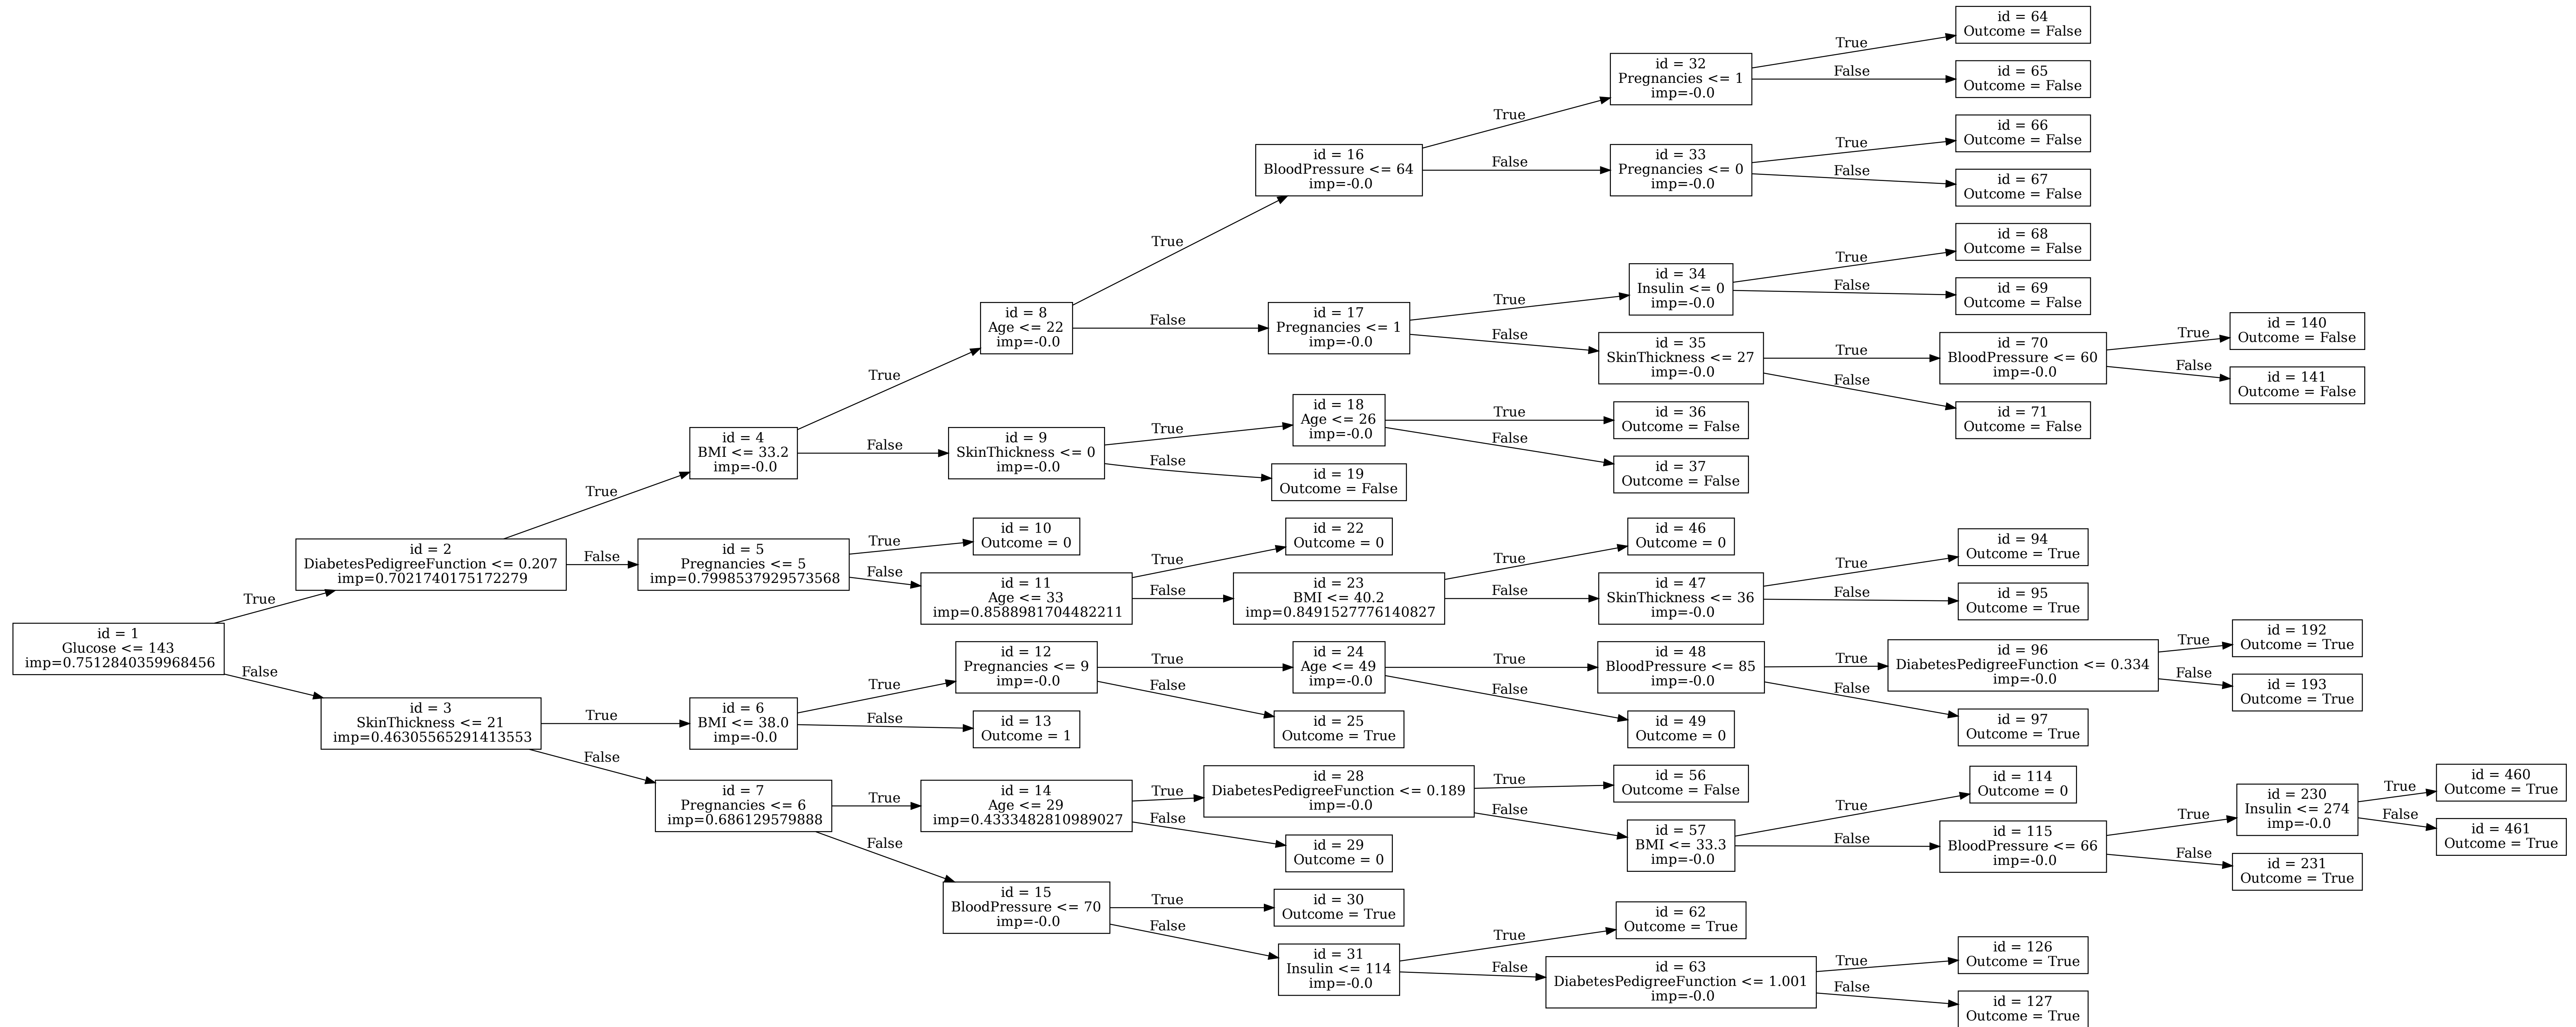 id = 64
Outcome = False
True
id = 32
Pregnancies <= 1
imp=-0.0
False
id = 65
Outcome = False
True
id = 66
Outcome = False
True
id = 16
BloodPressure <= 64
imp=-0.0
False
id = 33
Pregnancies <= 0
imp=-0.0
False
id = 67
Outcome = False
True
id = 68
Outcome = False
True
id = 34
Insulin <= 0
imp=-0.0
False
id = 69
Outcome = False
True
id = 8
Age <= 22
imp=-0.0
False
id = 17
Pregnancies <= 1
imp=-0.0
True
False
id = 35
SkinThickness <= 27
imp=-0.0
True
id = 70
BloodPressure <= 60
imp=-0.0
True
id = 140
Outcome = False
False
id = 141
Outcome = False
False
id = 71
Outcome = False
True
id = 4
BMI <= 33.2
imp=-0.0
False
id = 9
SkinThickness <= 0
imp=-0.0
True
id = 18
Age <= 26
imp=-0.0
True
id = 36
Outcome = False
False
id = 37
Outcome = False
False
id = 19
Outcome = False
True
id = 2
DiabetesPedigreeFunction <= 0.207
imp=0.7021740175172279
False
id = 5
Pregnancies <= 5
imp=0.7998537929573568
True
id = 10
Outcome = 0
False
id = 11
Age <= 33
imp=0.8588981704482211
True
id = 22
Outcome = 0
False
id = 23
BMI <= 40.2
imp=0.8491527776140827
True
id = 46
Outcome = 0
False
id = 47
SkinThickness <= 36
imp=-0.0
True
id = 94
Outcome = True
False
id = 95
Outcome = True
True
id = 1
Glucose <= 143
imp=0.7512840359968456
False
id = 3
SkinThickness <= 21
imp=0.46305565291413553
True
id = 6
BMI <= 38.0
imp=-0.0
True
id = 12
Pregnancies <= 9
imp=-0.0
True
id = 24
Age <= 49
imp=-0.0
True
id = 48
BloodPressure <= 85
imp=-0.0
True
id = 96
DiabetesPedigreeFunction <= 0.334
imp=-0.0
True
id = 192
Outcome = True
False
id = 193
Outcome = True
False
id = 97
Outcome = True
False
id = 49
Outcome = 0
False
id = 25
Outcome = True
False
id = 13
Outcome = 1
False
id = 7
Pregnancies <= 6
imp=0.686129579888
True
id = 14
Age <= 29
imp=0.4333482810989027
True
id = 28
DiabetesPedigreeFunction <= 0.189
imp=-0.0
True
id = 56
Outcome = False
False
id = 57
BMI <= 33.3
imp=-0.0
True
id = 114
Outcome = 0
False
id = 115
BloodPressure <= 66
imp=-0.0
True
id = 230
Insulin <= 274
imp=-0.0
True
id = 460
Outcome = True
False
id = 461
Outcome = True
False
id = 231
Outcome = True
False
id = 29
Outcome = 0
False
id = 15
BloodPressure <= 70
imp=-0.0
True
id = 30
Outcome = True
False
id = 31
Insulin <= 114
imp=-0.0
True
id = 62
Outcome = True
False
id = 63
DiabetesPedigreeFunction <= 1.001
imp=-0.0
True
id = 126
Outcome = True
False
id = 127
Outcome = True